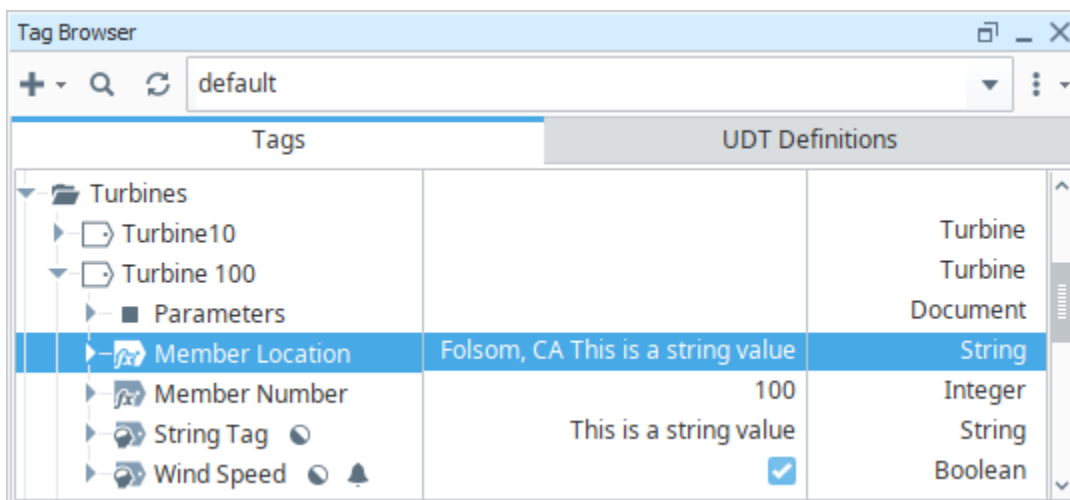 Tag Browser
default
Tags UDT Definitions
Turbines
Turbine10 Turbine
Turbine 100 Turbine
Parameters Document
Member Location Folsom, CA This is a string value String
Member Number 100 Integer
String Tag This is a string value String
Wind Speed Boolean